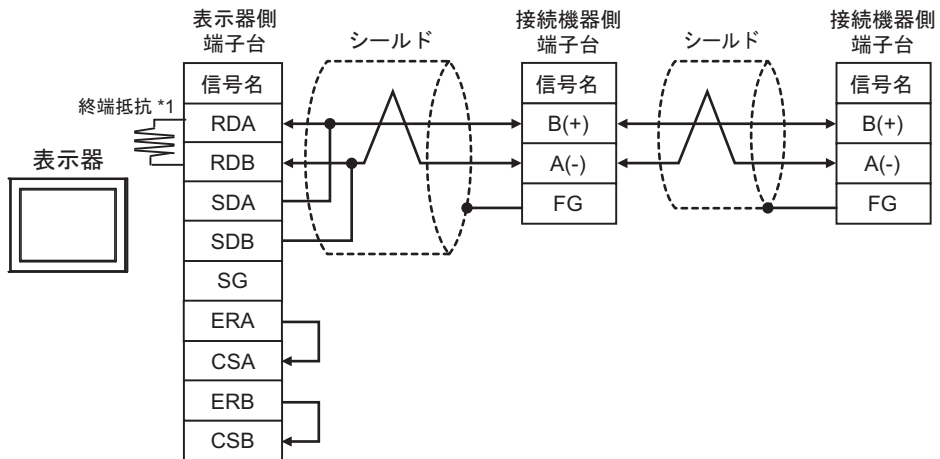 表示器側
端子台
シールド
接続機器側
端子台
シールド
接続機器側
端子台
終端抵抗 *1
表示器
信号名
RDA
RDB
SDA
SDB
SG
ERA
CSA
ERB
CSB
信号名
B(+)
A(-)
FG
信号名
B(+)
A(-)
FG